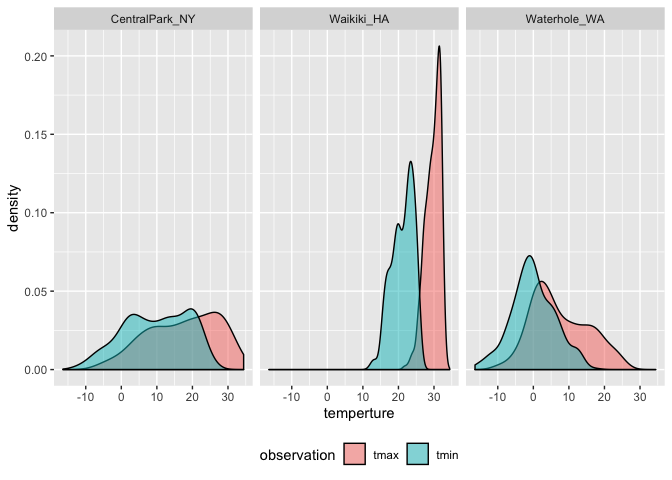 CentralPark_NY Waikiki_HA Waterhole_WA
0.20
0.15
0.10
0.05
0.00
density
-10 0 10 20 30 -10 0 10 20 30 -10 0 10 20 30
temperture
observation tmax tmin